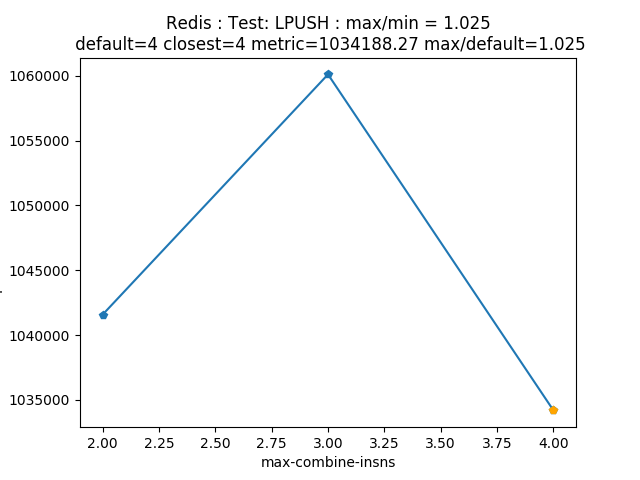 Redis : Test: LPUSH : max/min = 1.025
default=4 closest=4 metric=1034188.27 max/default=1.025
1060000
1055000
1050000
1045000
1040000
1035000
2.00 2.25 2.50 2.75 3.00 3.25 3.50 3.75 4.00
max-combine-insns